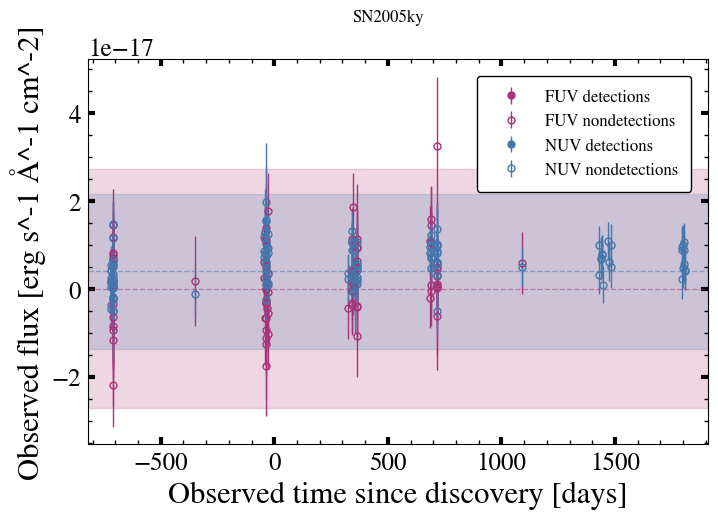 SN2005ky
1e−17
Observed flux [erg s^-1 Å^-1 cm^-2]
4
2
0
−2
FUV detections
FUV nondetections
NUV detections
NUV nondetections
−500
0
500
1000
1500
Observed time since discovery [days]